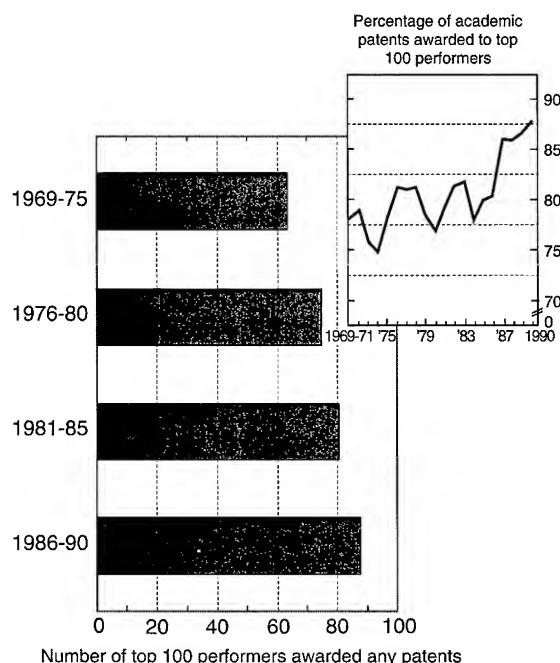 Percentage of academic
patents awarded to top
100 performers
90
85
80
75
70
0
1969-71 '75 '79 '83 '87 1990
1969-75
1976-80
1981-85
1986-90
0 20 40 60 80 100
Number of top 100 performers awarded any patents